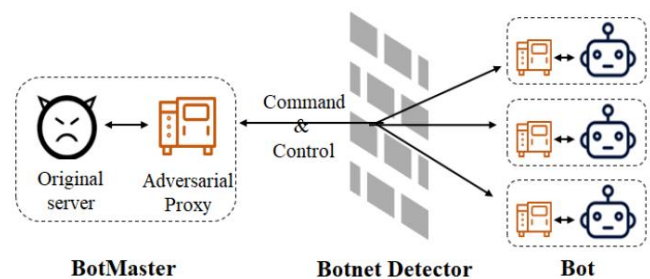 Command
&
Control
Original
server
Adversarial
Proxy
BotMaster
Botnet Detector
Bot